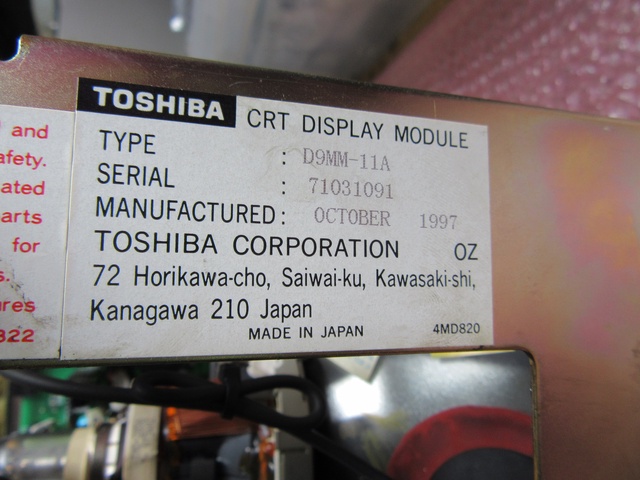 TOSHIBA CRT DISPLAY MODULE
TYPE : D9MM-11A
SERIAL : 71031091
MANUFACTURED : OCTOBER 1997
TOSHIBA CORPORATION OZ
72 Horikawa-cho, Saiwai-ku, Kawasaki-shi,
Kanagawa 210 Japan
MADE IN JAPAN 4MD820
and
afety.
ated
arts
for
s.
res
322